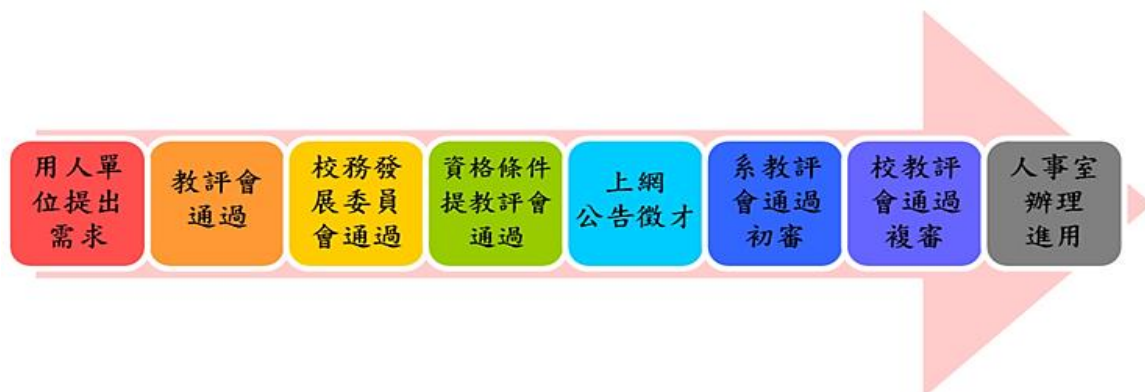 用人單
位提出
需求
教評會
通過
校務發
展委員
會通過
資格條件
提教評會
通過
上網
公告徵才
系教評
會通過
初審
校教評
會通過
複審
人事室
辦理
進用